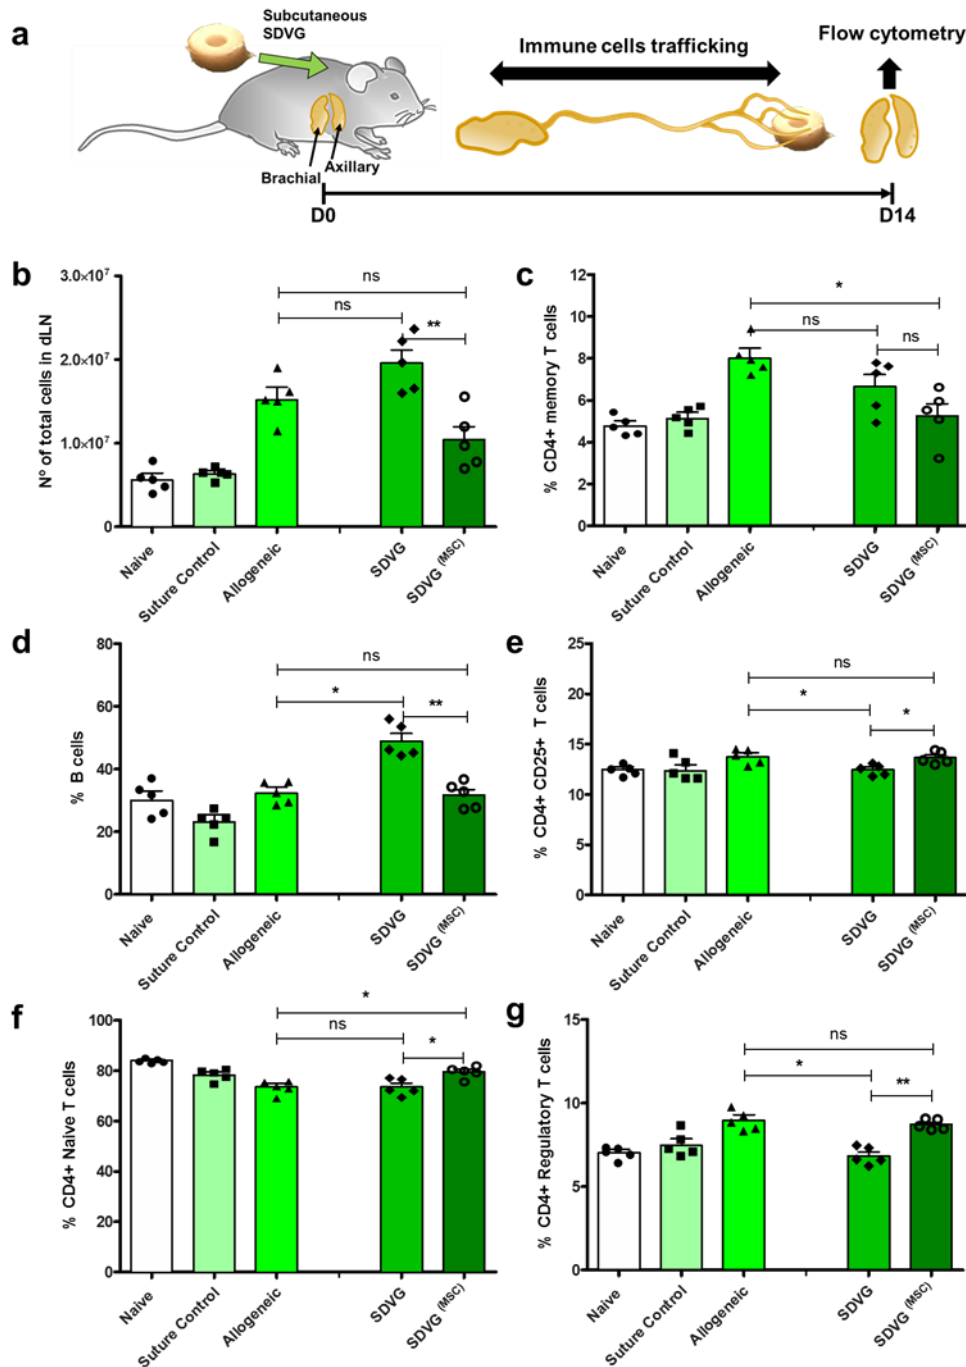 a
Subcutaneous
SDVG
Immune cells trafficking
Flow cytometry
Brachial
Axillary
D0
D14
b
Nº of total cells in dLN
3.0×10⁷
2.0×10⁷
1.0×10⁷
0
ns
ns
**
Naive
Suture Control
Allogeneic
SDVG
SDVG (MSC)
c
% CD4+ memory T cells
12
10
8
6
4
2
0
*
ns
ns
Naive
Suture Control
Allogeneic
SDVG
SDVG (MSC)
d
% B cells
80
60
40
20
0
ns
*
**
Naive
Suture Control
Allogeneic
SDVG
SDVG (MSC)
e
% CD4+ CD25+ T cells
25
20
15
10
5
0
ns
*
*
Naive
Suture Control
Allogeneic
SDVG
SDVG (MSC)
f
% CD4+ Naive T cells
100
80
60
40
20
0
*
ns
*
Naive
Suture Control
Allogeneic
SDVG
SDVG (MSC)
g
% CD4+ Regulatory T cells
15
10
5
0
ns
*
**
Naive
Suture Control
Allogeneic
SDVG
SDVG (MSC)